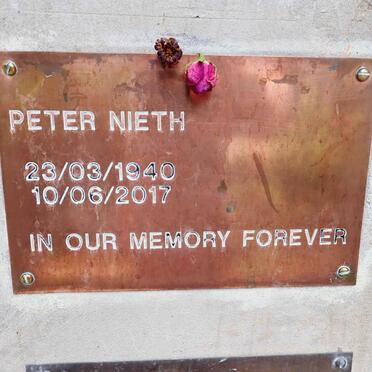 PETER NIETH
23/03/1940
10/06/2017
IN OUR MEMORY FOREVER